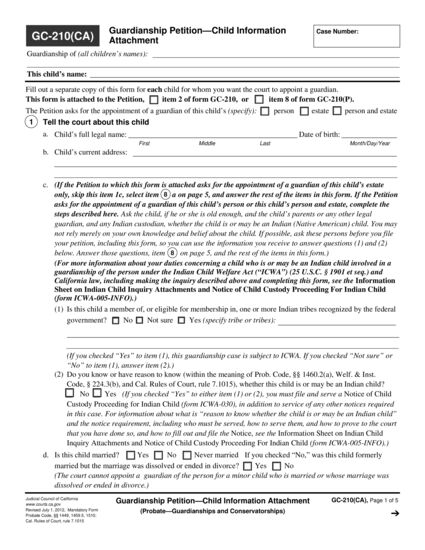 GC-210(CA)
Guardianship Petition—Child Information
Attachment
Case Number:
Guardianship of (all children's names):
This child's name:
Fill out a separate copy of this form for each child for whom you want the court to appoint a guardian.
This form is attached to the Petition, item 2 of form GC-210, or item 8 of form GC-210(P).
The Petition asks for the appointment of a guardian of this child's (specify): person estate person and estate
1 Tell the court about this child
a. Child's full legal name: Date of birth:
First Middle Last Month/Day/Year
b. Child's current address:
c. (If the Petition to which this form is attached asks for the appointment of a guardian of this child's estate
only, skip this item 1c, select item 8 a on page 5, and answer the rest of the items in this form. If the Petition
asks for the appointment of a guardian of this child's person or this child's person and estate, complete the
steps described here. Ask the child, if he or she is old enough, and the child's parents or any other legal
guardian, and any Indian custodian, whether the child is or may be an Indian (Native American) child. You may
not rely merely on your own knowledge and belief about the child. If possible, ask these persons before you file
your petition, including this form, so you can use the information you receive to answer questions (1) and (2)
below. Answer those questions, item 8 on page 5, and the rest of the items in this form.)
(For more information about your duties concerning a child who is or may be an Indian child involved in a
guardianship of the person under the Indian Child Welfare Act ("ICWA") (25 U.S.C. § 1901 et seq.) and
California law, including making the inquiry described above and completing this form, see the Information
Sheet on Indian Child Inquiry Attachments and Notice of Child Custody Proceeding For Indian Child
(form ICWA-005-INFO).)
(1) Is this child a member of, or eligible for membership in, one or more Indian tribes recognized by the federal
government? No Not sure Yes (specify tribe or tribes):
(If you checked "Yes" to item (1), this guardianship case is subject to ICWA. If you checked "Not sure" or
"No" to item (1), answer item (2).)
(2) Do you know or have reason to know (within the meaning of Prob. Code, §§ 1460.2(a), Welf. & Inst.
Code, § 224.3(b), and Cal. Rules of Court, rule 7.1015), whether this child is or may be an Indian child?
No Yes (If you checked "Yes" to either item (1) or (2), you must file and serve a Notice of Child
Custody Proceeding For Indian Child (form ICWA-030), in addition to service of any other notices required
in this case. For information about what is "reason to know whether the child is or may be an Indian child"
and the notice requirement, including who must be served, how to serve them, and how to prove to the court
that you have done so, and how to fill out and file the Notice, see the Information Sheet on Indian Child
Inquiry Attachments and Notice of Child Custody Proceeding For Indian Child (form ICWA-005-INFO).)
d. Is this child married? Yes No Never married If you checked "No," was this child formerly
married but the marriage was dissolved or ended in divorce? Yes No
(The court cannot appoint a guardian of the person for a minor child who is married or whose marriage was
dissolved or ended in divorce.)
Judicial Council of California
www.courts.ca.gov
Revised July 1, 2013, Mandatory Form
Probate Code, §§ 1449, 1459.5, 1510;
Cal. Rules of Court, rule 7.1015
Guardianship Petition—Child Information Attachment
(Probate—Guardianships and Conservatorships)
GC-210(CA), Page 1 of 5